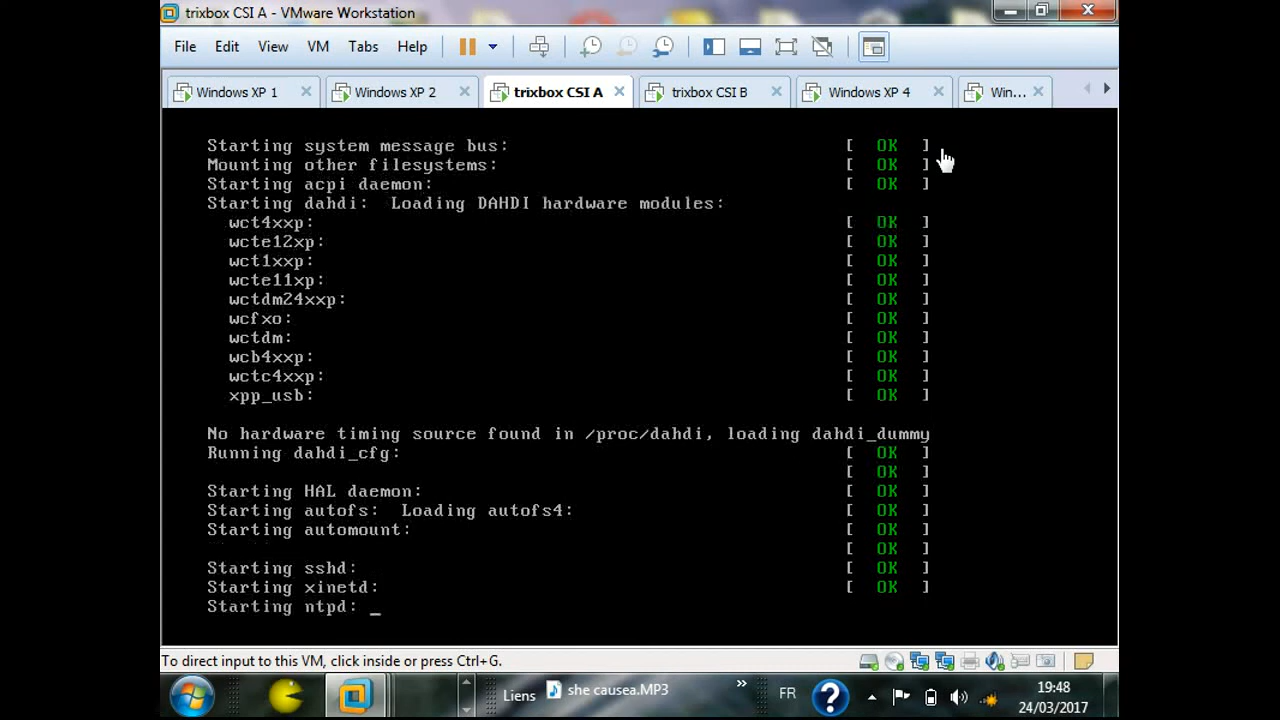 trixbox CSI A - VMware Workstation
File Edit View VM Tabs Help
Windows XP 1 Windows XP 2 trixbox CSI A trixbox CSI B Windows XP 4 Win...
Starting system message bus: [ OK ]
Mounting other filesystems: [ OK ]
Starting acpi daemon: [ OK ]
Starting dahdi: Loading DAHDI hardware modules:
wct4xxp: [ OK ]
wcte12xp: [ OK ]
wct1xxp: [ OK ]
wcte11xp: [ OK ]
wctdm24xxp: [ OK ]
wcfxo: [ OK ]
wctdm: [ OK ]
wcb4xxp: [ OK ]
wctc4xxp: [ OK ]
xpp_usb: [ OK ]
No hardware timing source found in /proc/dahdi, loading dahdi_dummy
Running dahdi_cfg: [ OK ]
[ OK ]
Starting HAL daemon: [ OK ]
Starting autofs: Loading autofs4: [ OK ]
Starting automount: [ OK ]
[ OK ]
Starting sshd: [ OK ]
Starting xinetd: [ OK ]
Starting ntpd: _
To direct input to this VM, click inside or press Ctrl+G.
Liens she causea.MP3 » FR 19:48
24/03/2017